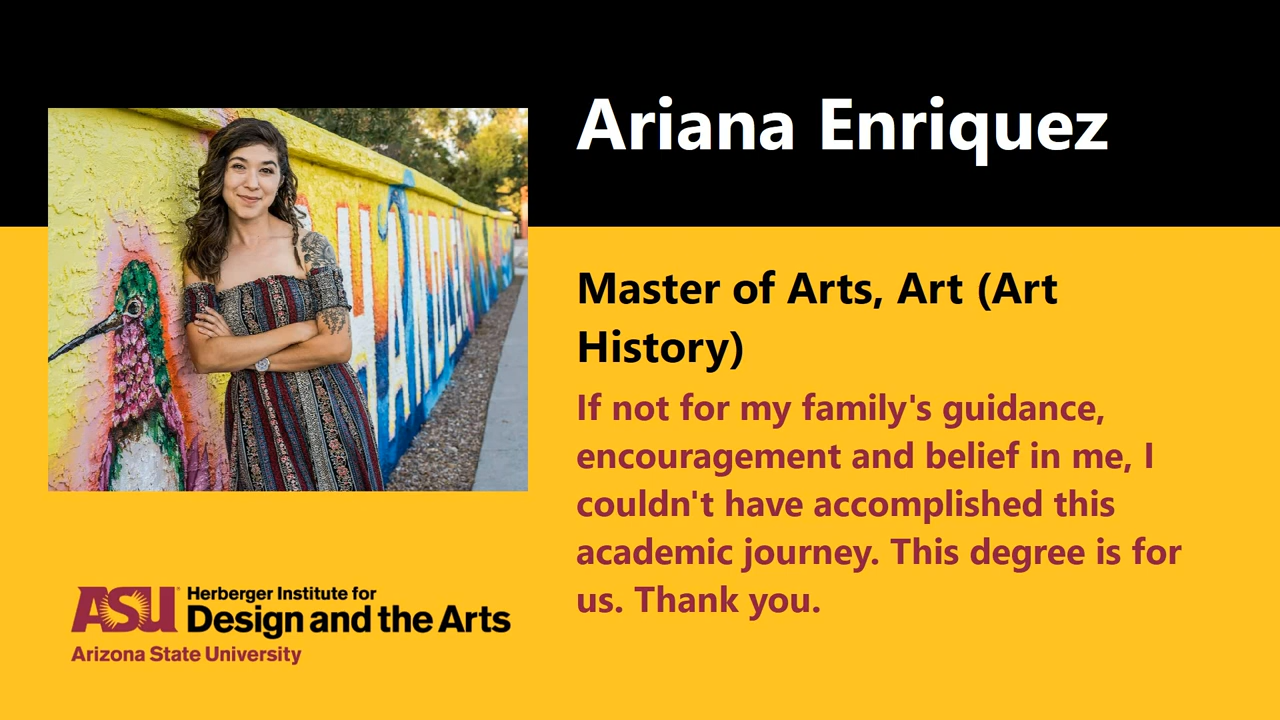 Ariana Enriquez
Master of Arts, Art (Art
History)
If not for my family's guidance,
encouragement and belief in me, I
couldn't have accomplished this
academic journey. This degree is for
us. Thank you.
ASU Herberger Institute for
Design and the Arts
Arizona State University